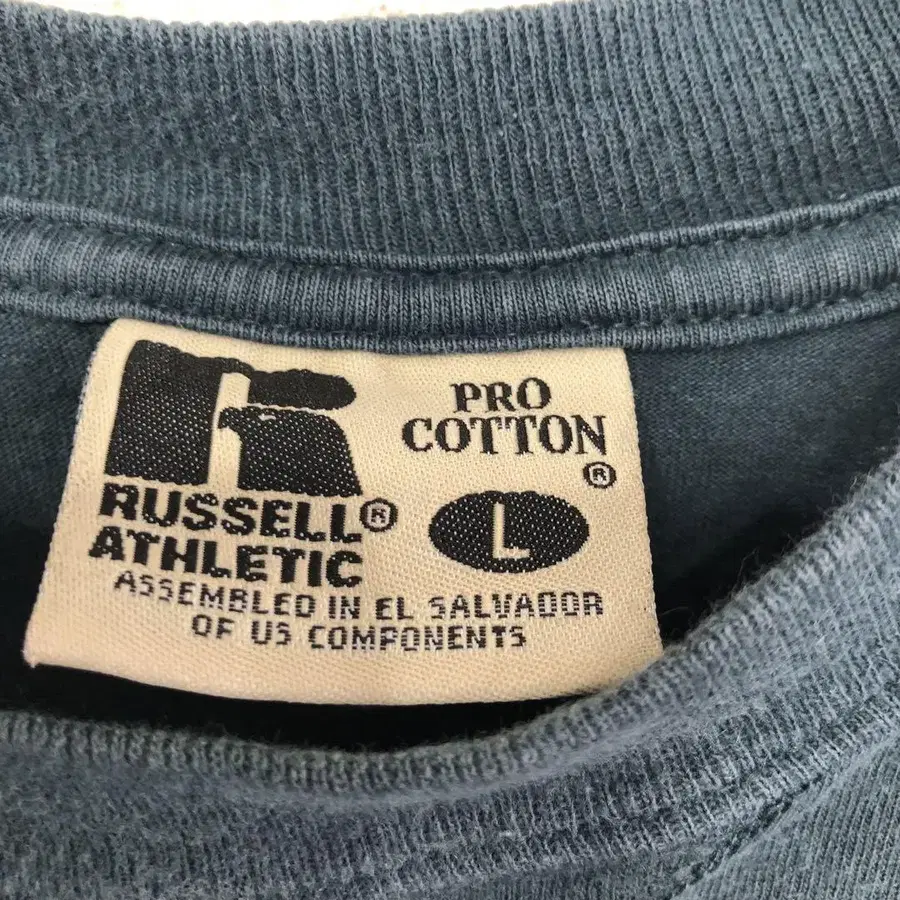 PRO
COTTON®
RUSSELL®
ATHLETIC
L
ASSEMBLED IN EL SALVADOR
OF US COMPONENTS